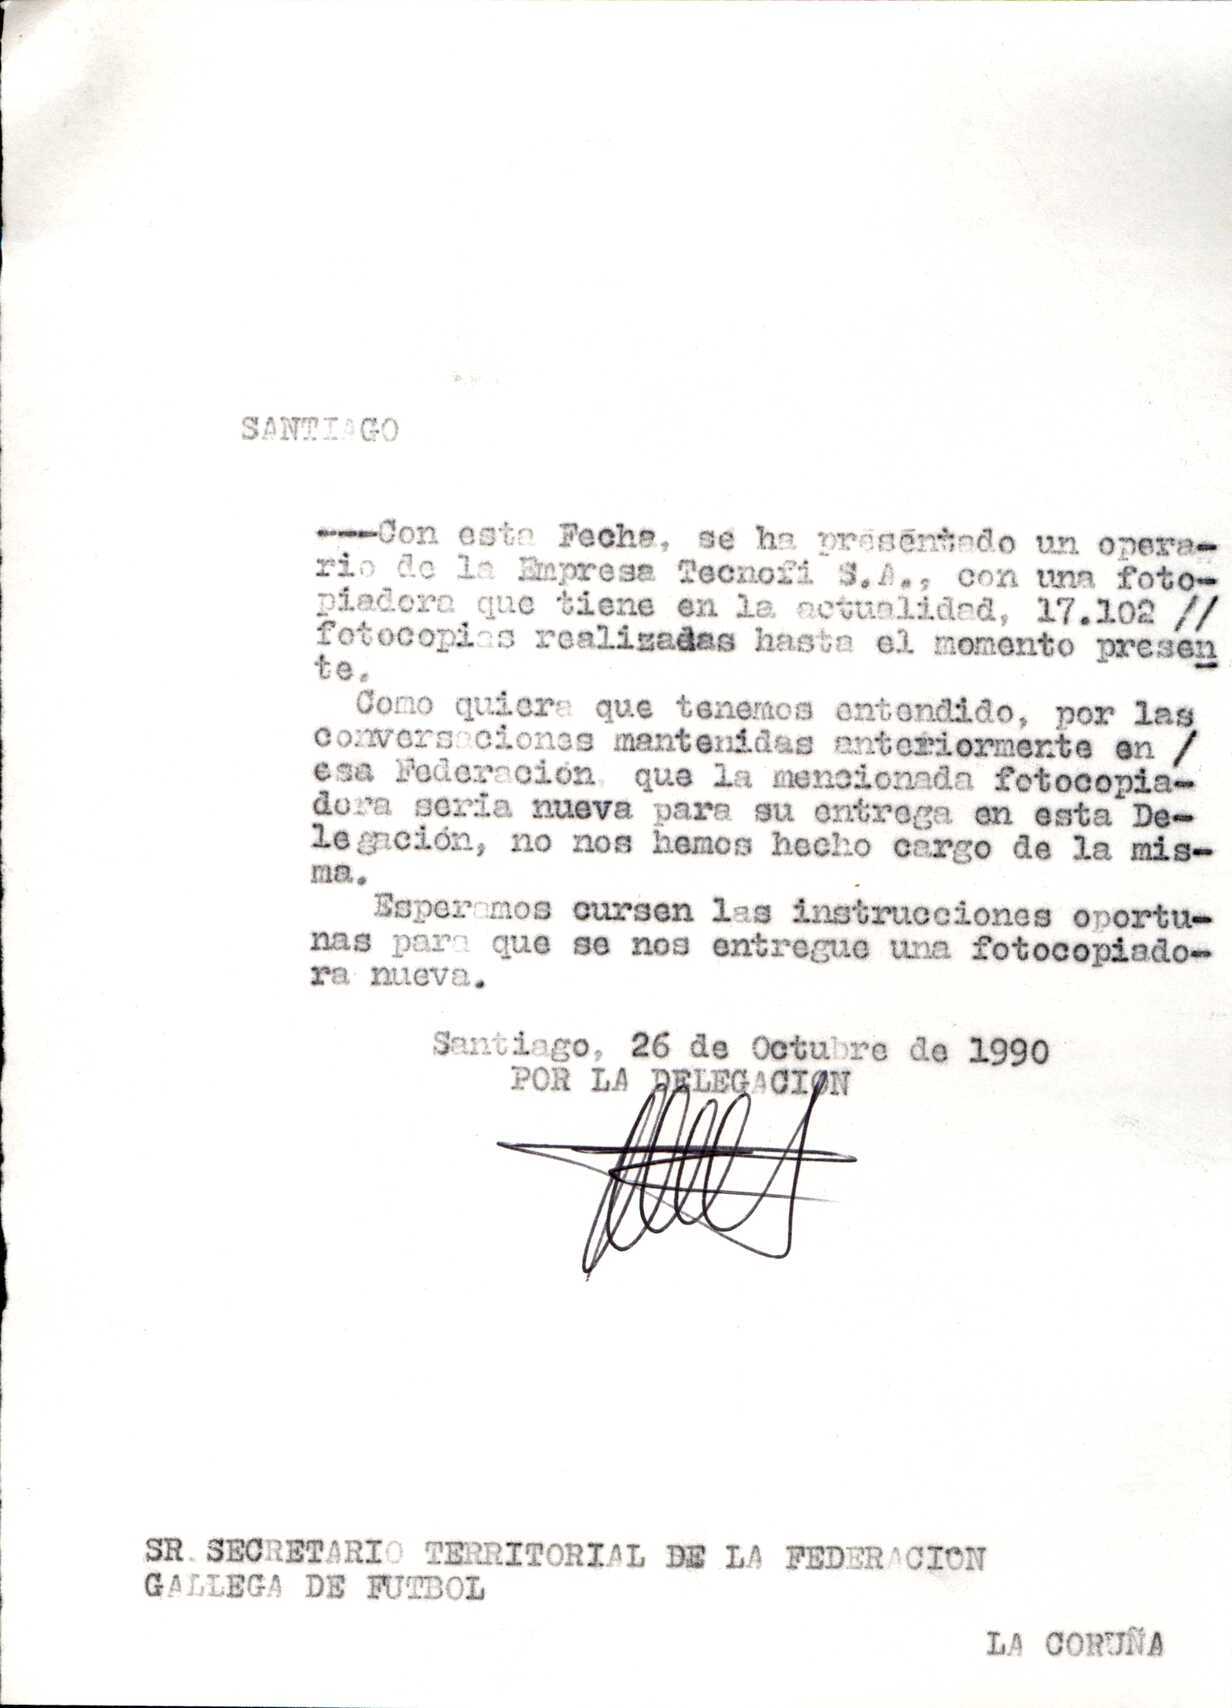 SANTIAGO
---Con esta Fecha, se ha présentado un opera-
rio de la Empresa Tecnofi S.A., con una foto-
piadora que tiene en la actualidad, 17.102 //
fotocopias realizadas hasta el momento presen
te.
Como quiera que tenemos entendido, por las
conversaciones mantenidas anteriormente en /
esa Federación que la mencionada fotocopia-
dora sería nueva para su entrega en esta De-
legación, no nos hemos hecho cargo de la mis-
ma.
Esperamos cursen las instrucciones oportu-
nas para que se nos entregue una fotocopiado-
ra nueva.
Santiago, 26 de Octubre de 1990
POR LA DELEGACION
SR. SECRETARIO TERRITORIAL DE LA FEDERACION
GALLEGA DE FUTBOL
LA CORUÑA